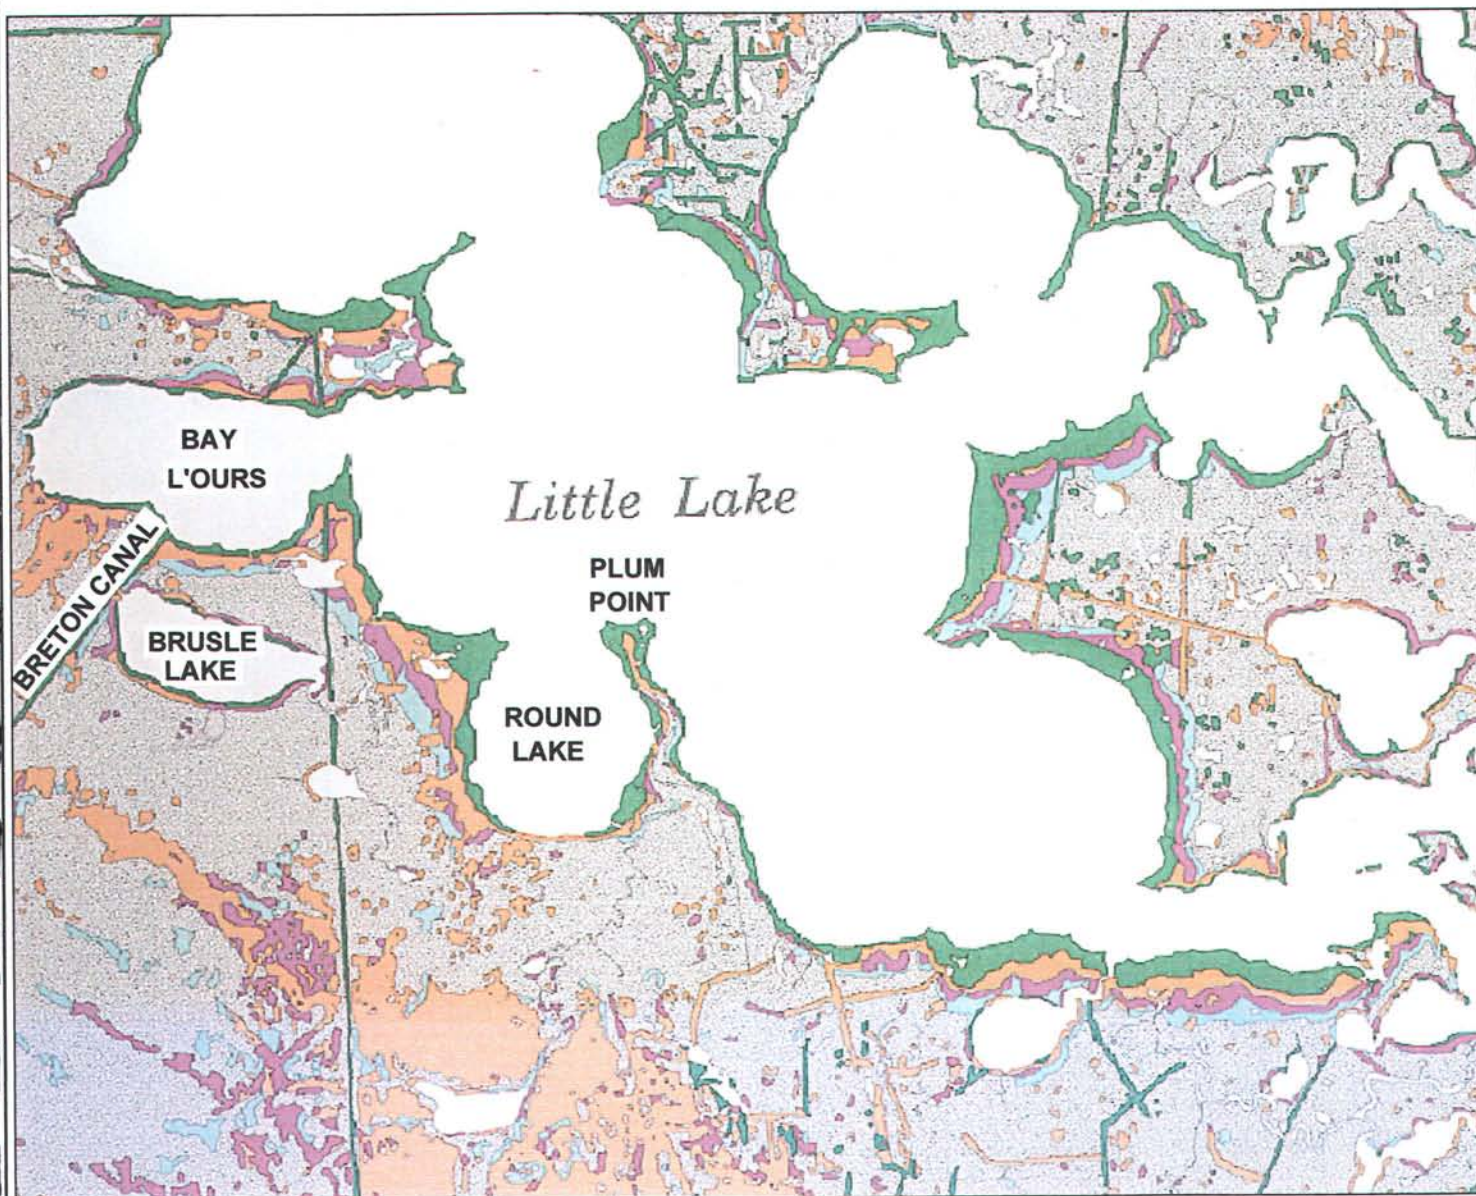 BAY
L'OURS
Little Lake
PLUM
POINT
BRETON CANAL
BRUSLE
LAKE
ROUND
LAKE